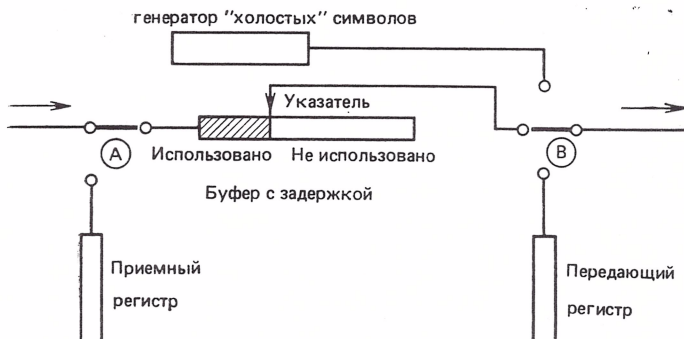 генератор "холостых" символов
Указатель
A
Использовано
Не использовано
B
Буфер с задержкой
Приемный
регистр
Передающий
регистр